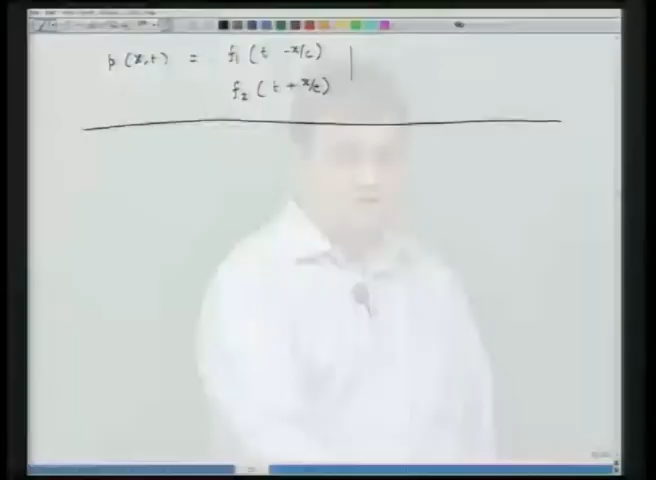 p (x,t) = f₁ (t - x/c)
f₂ (t + x/c)